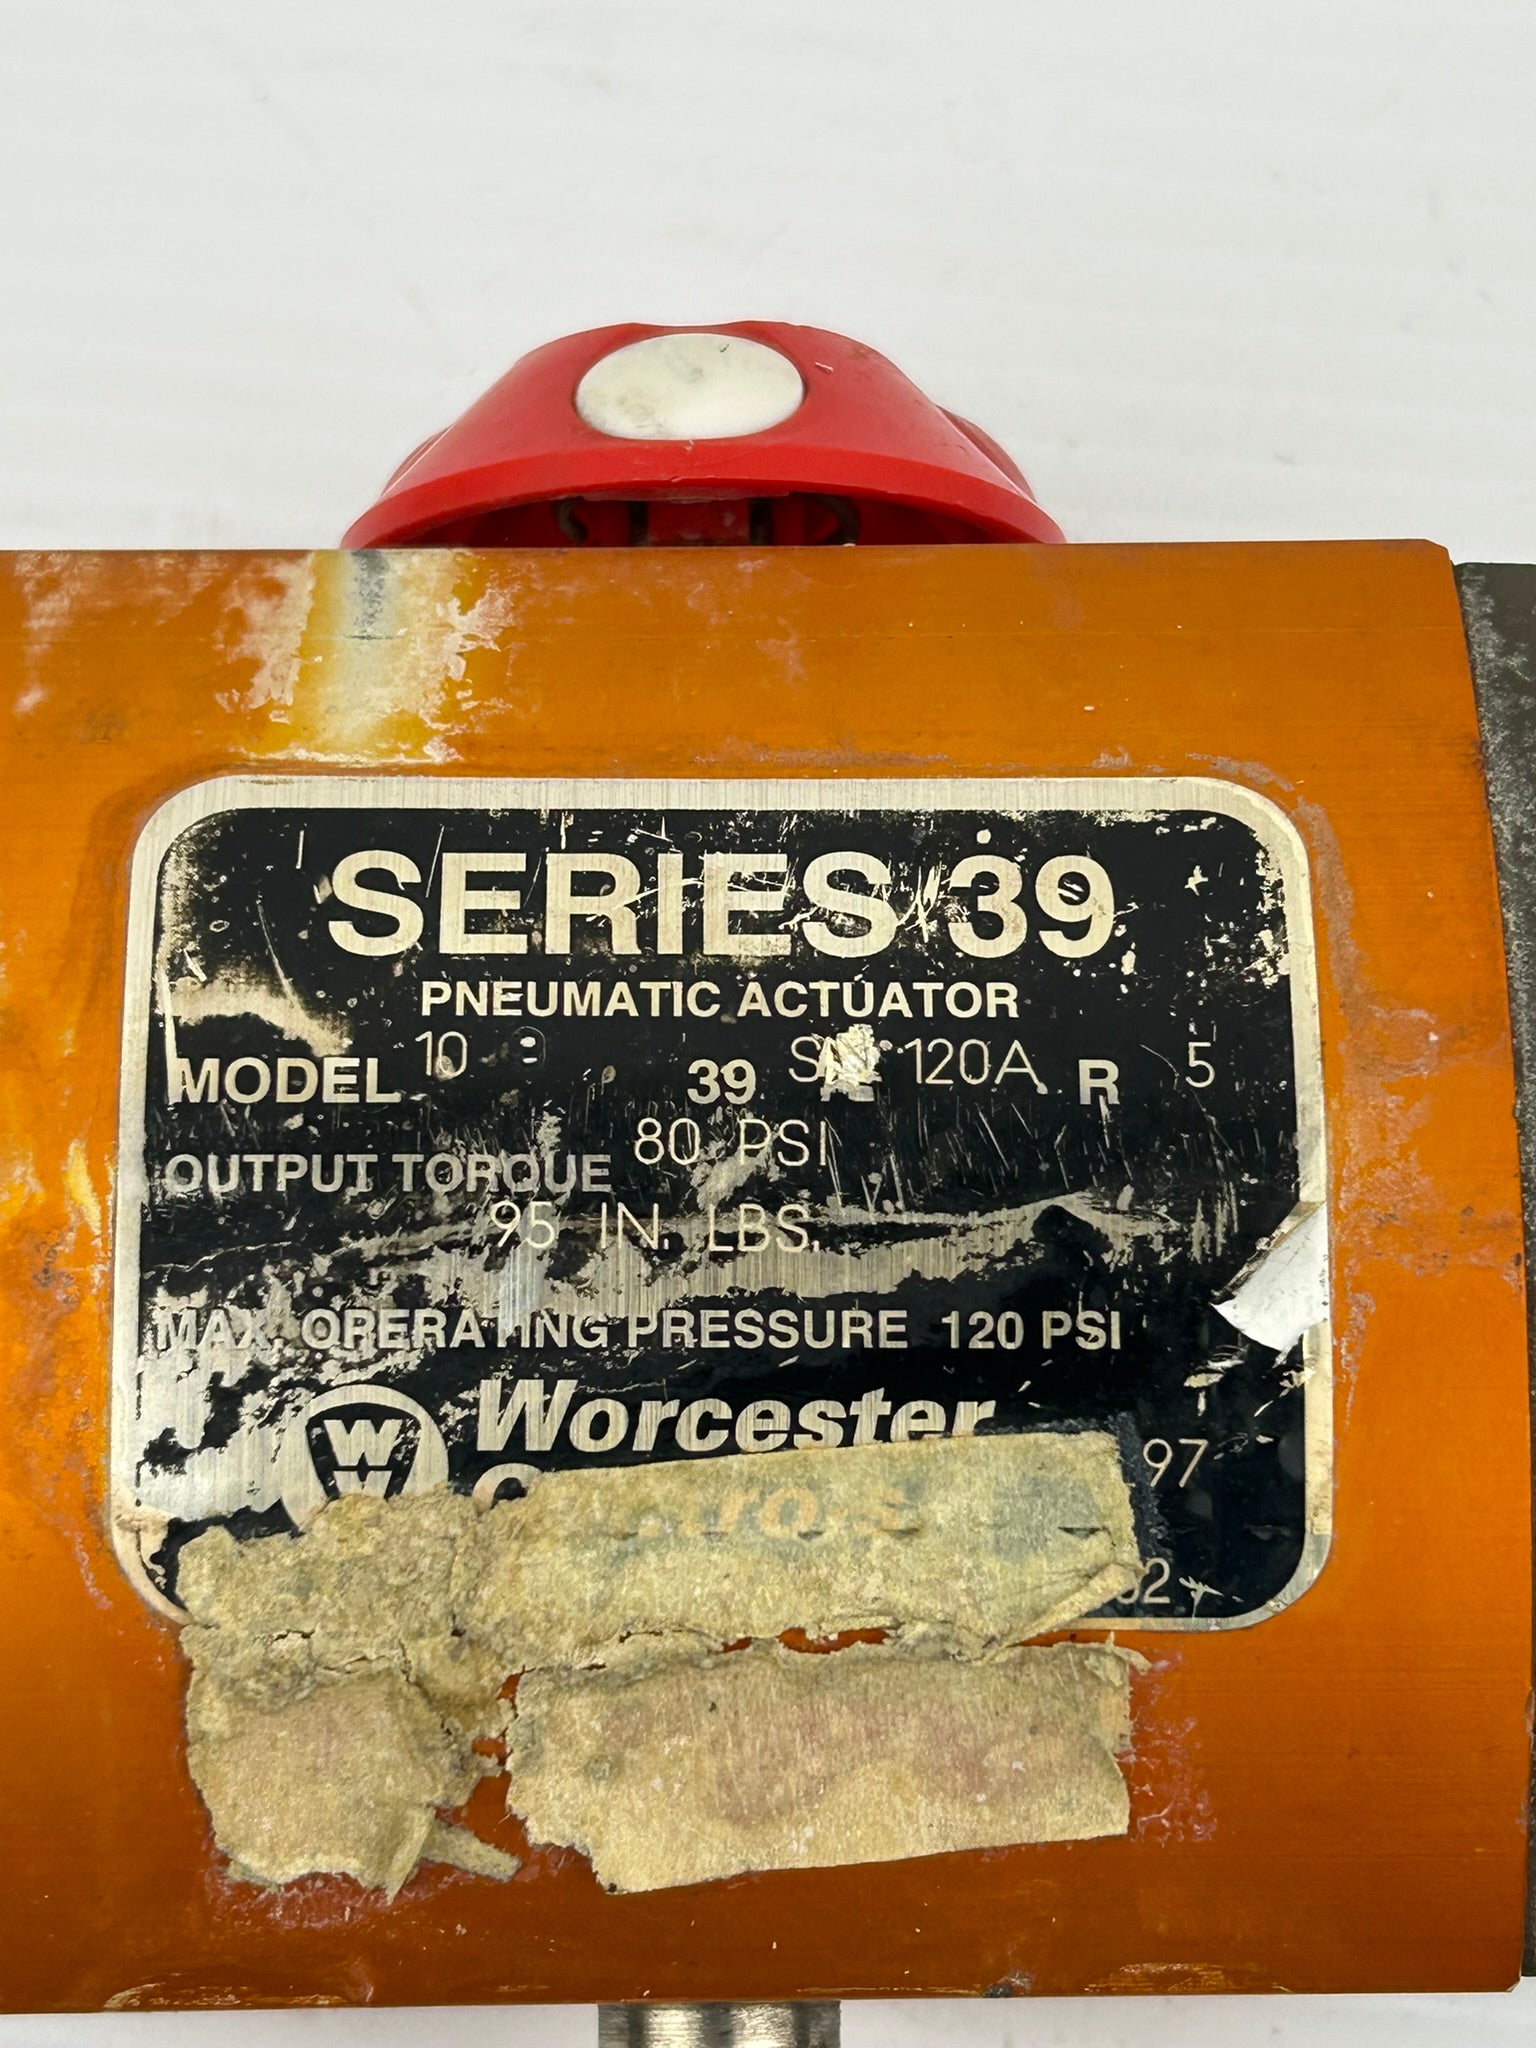 SERIES 39
PNEUMATIC ACTUATOR
MODEL 10 39 120A R 5
OUTPUT TORQUE 80 PSI
95 IN. LBS.
MAX. OPERATING PRESSURE 120 PSI
W Worcester
97